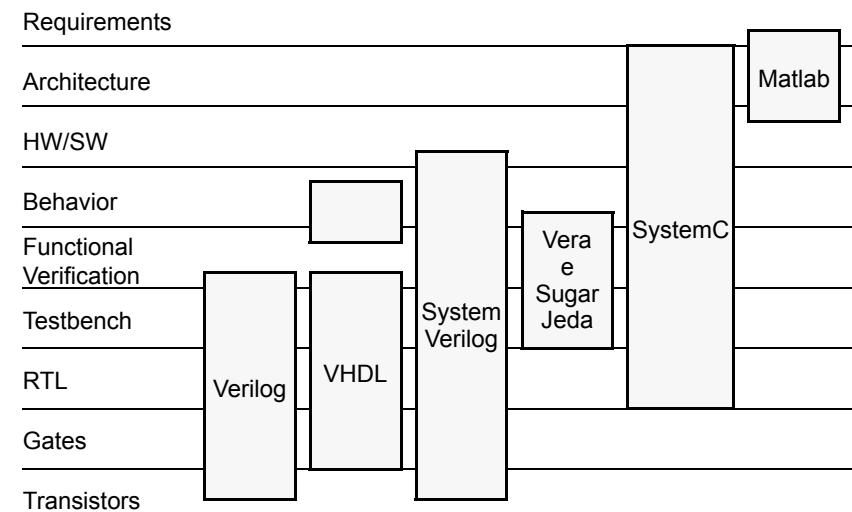 Requirements
Architecture
HW/SW
Behavior
Functional
Verification
Testbench
RTL
Gates
Transistors
Verilog
VHDL
System
Verilog
Vera
e
Sugar
Jeda
SystemC
Matlab